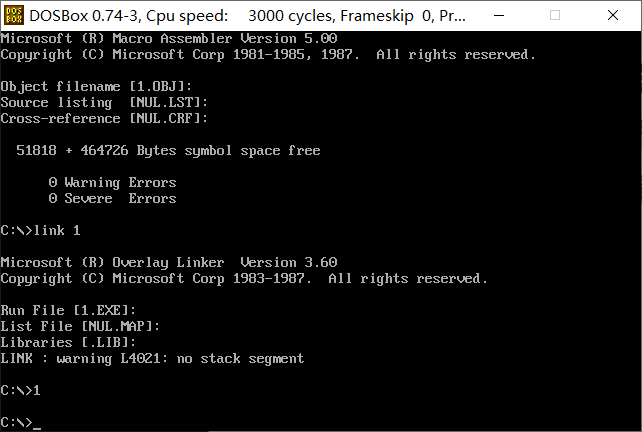 DOS BOX DOSBox 0.74-3, Cpu speed: 3000 cycles, Frameskip 0, Pr...
Microsoft (R) Macro Assembler Version 5.00
Copyright (C) Microsoft Corp 1981-1985, 1987.  All rights reserved.
Object filename [1.OBJ]:
Source listing  [NUL.LST]:
Cross-reference [NUL.CRF]:
51818 + 464726 Bytes symbol space free
0 Warning Errors
0 Severe  Errors
C:\>link 1
Microsoft (R) Overlay Linker  Version 3.60
Copyright (C) Microsoft Corp 1983-1987.  All rights reserved.
Run File [1.EXE]:
List File [NUL.MAP]:
Libraries [.LIB]:
LINK : warning L4021: no stack segment
C:\>1
C:\>_